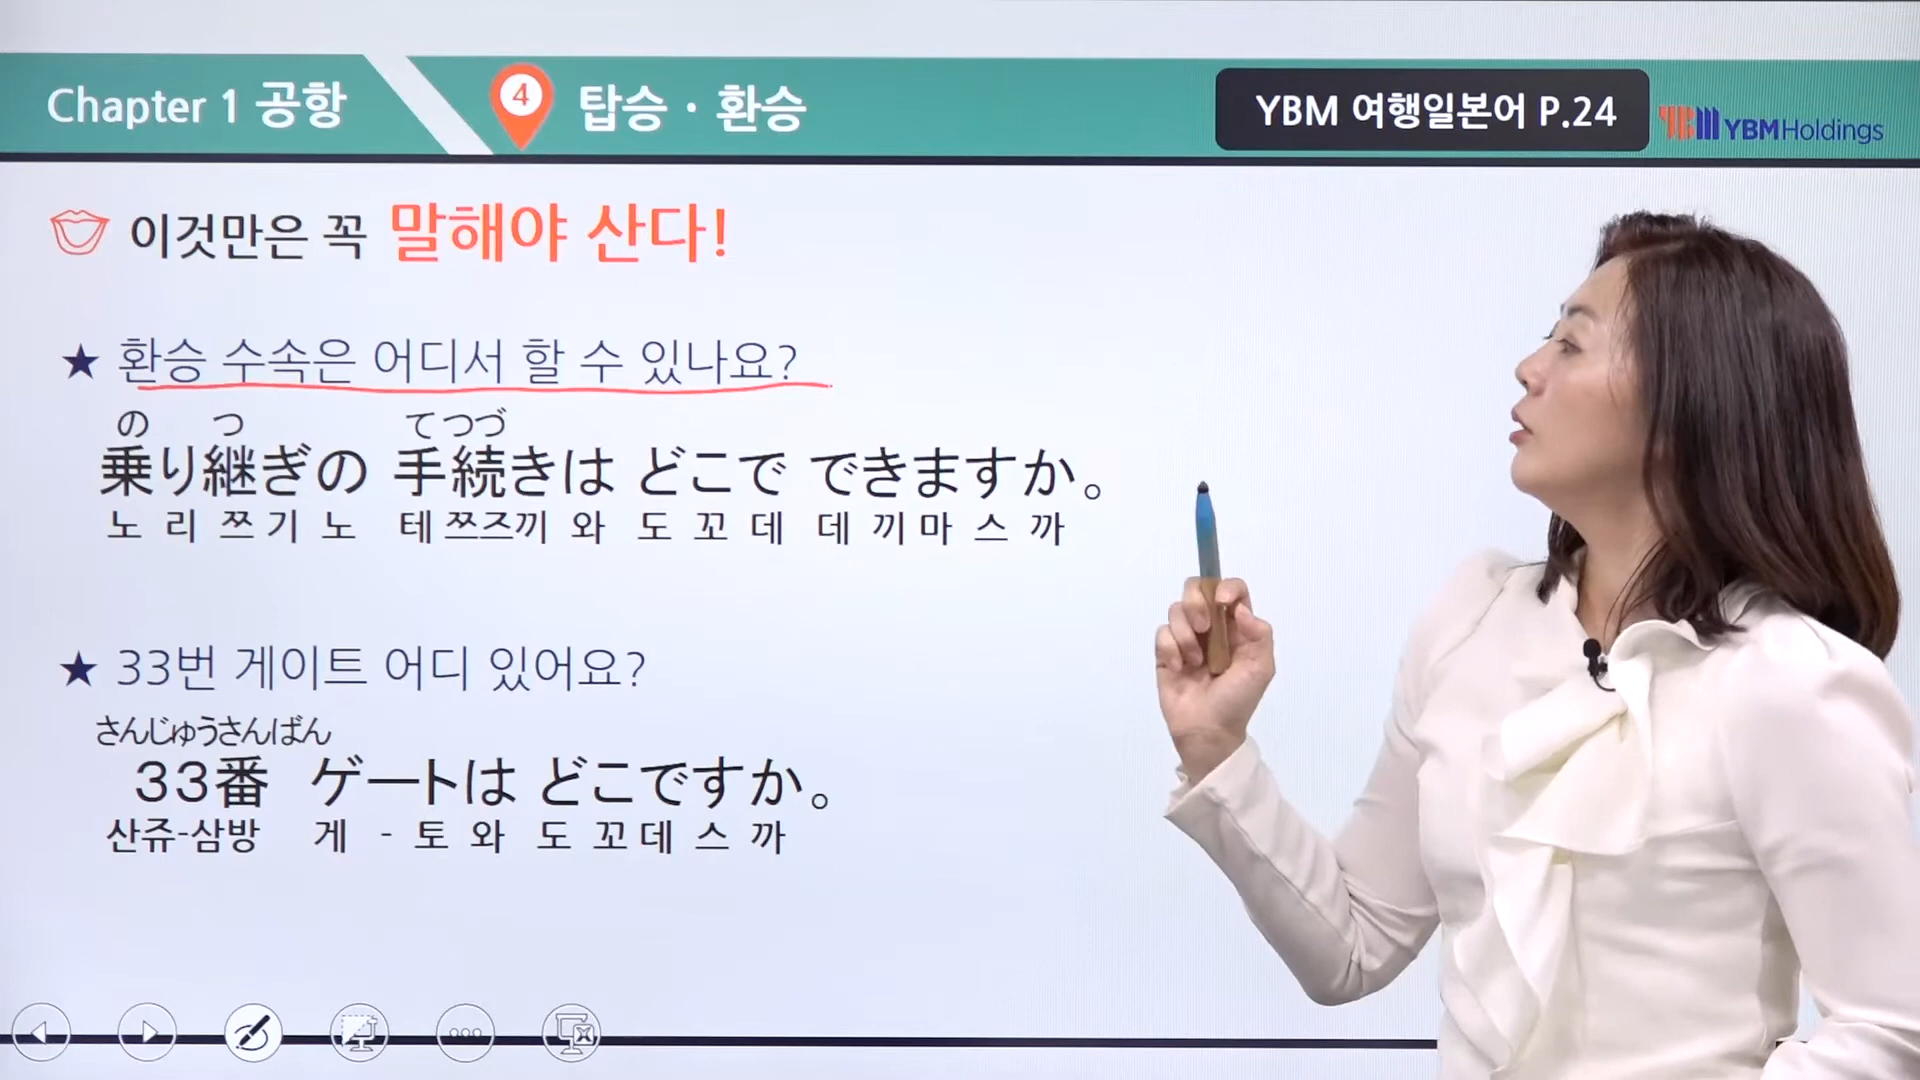 Chapter 1 공항
4
탑승 · 환승
YBM 여행일본어 P.24
YBM YBMHoldings
이것만은 꼭 말해야 산다!
★ 환승 수속은 어디서 할 수 있나요?
の つ てつづ
乗り継ぎの 手続きは どこで できますか。
노 리 쯔 기 노 테 쯔즈끼 와 도 꼬 데 데 끼 마 스 까
★ 33번 게이트 어디 있어요?
さんじゅうさんばん
33番 ゲートは どこですか。
산쥬-삼방 게 - 토 와 도 꼬 데 스 까